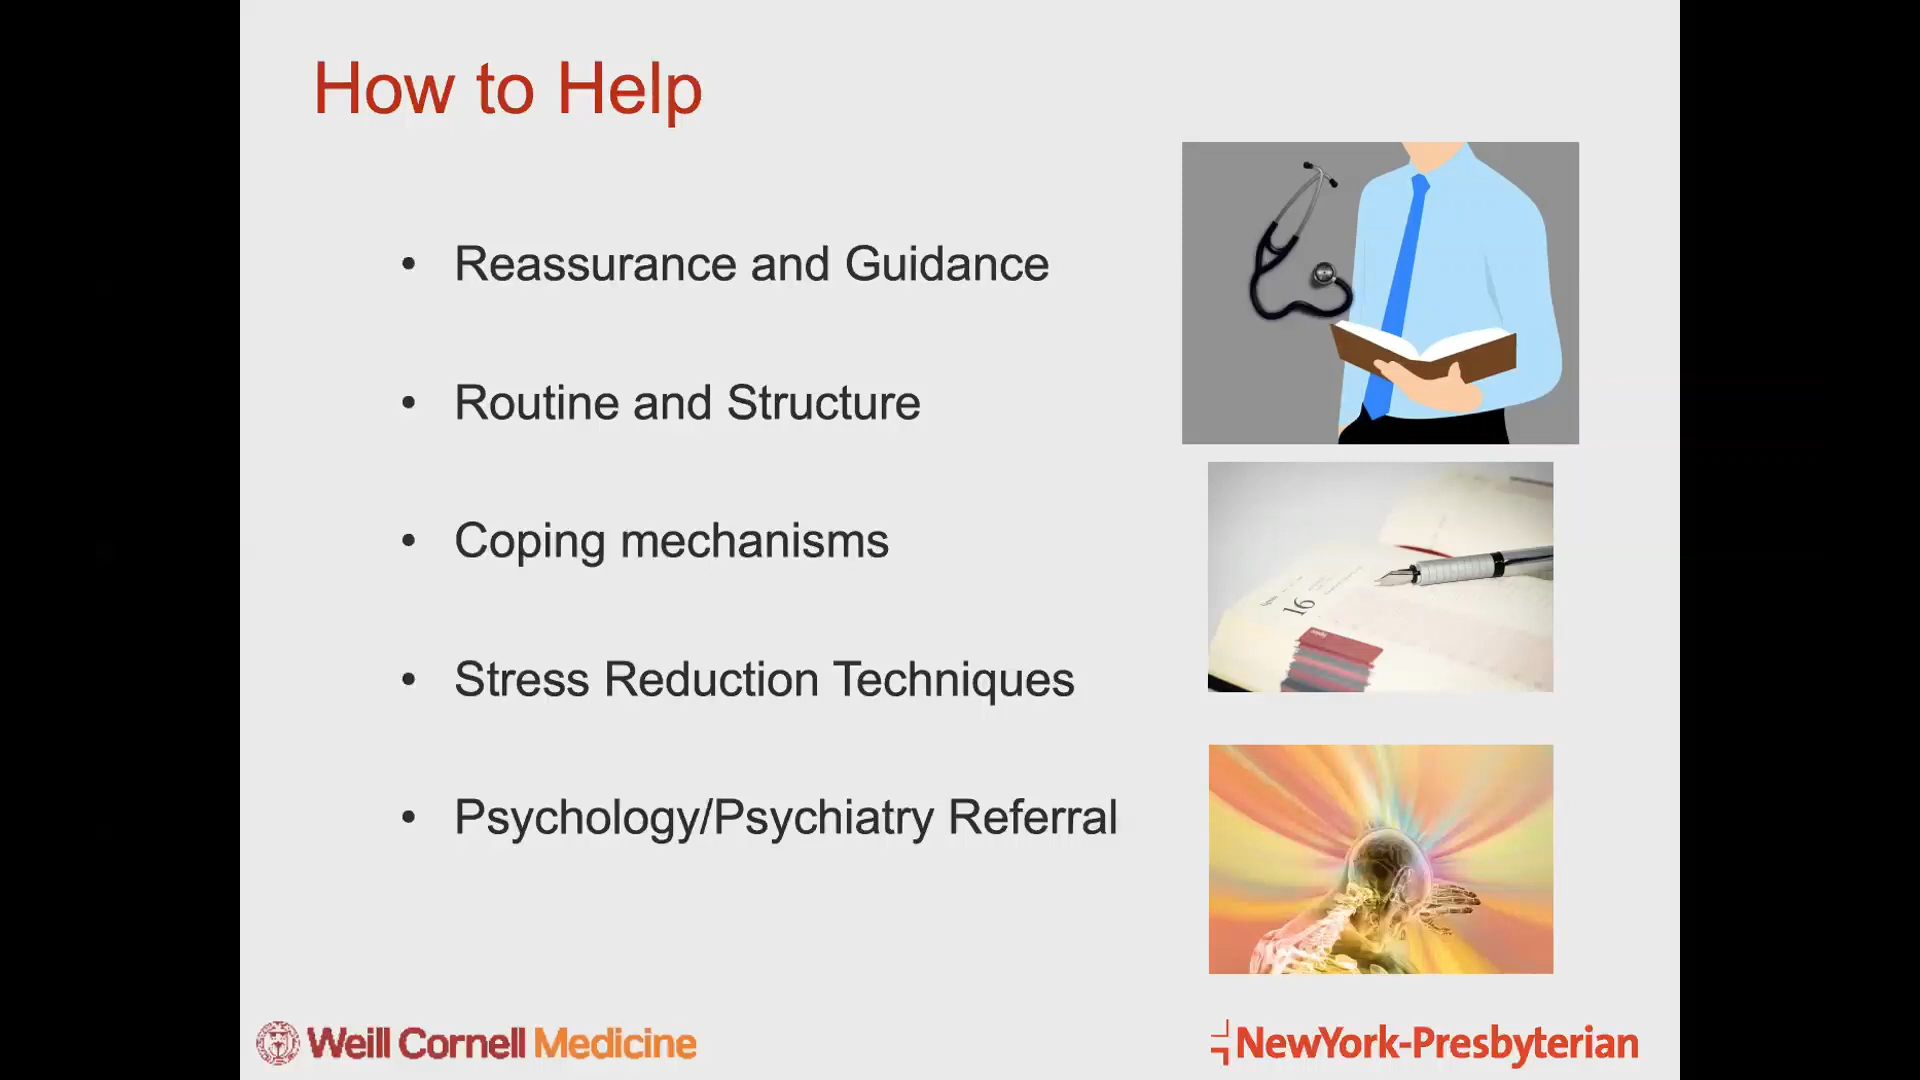 How to Help
• Reassurance and Guidance
• Routine and Structure
• Coping mechanisms
• Stress Reduction Techniques
• Psychology/Psychiatry Referral
16
Weill Cornell Medicine
NewYork-Presbyterian